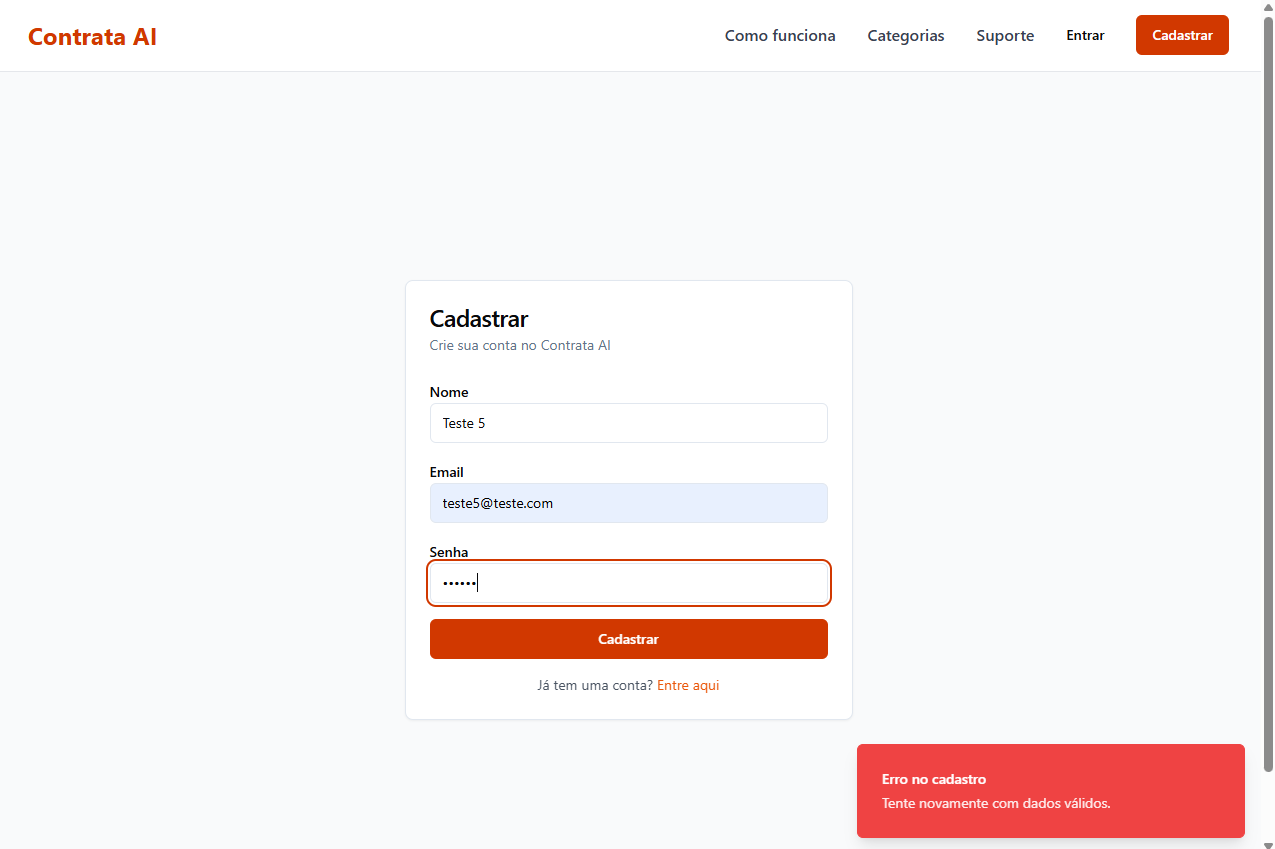 Contrata AI
Como funciona
Categorias
Suporte
Entrar
Cadastrar
Cadastrar
Crie sua conta no Contrata AI
Nome
Teste 5
Email
teste5@teste.com
Senha
••••••
Cadastrar
Já tem uma conta? Entre aqui
Erro no cadastro
Tente novamente com dados válidos.